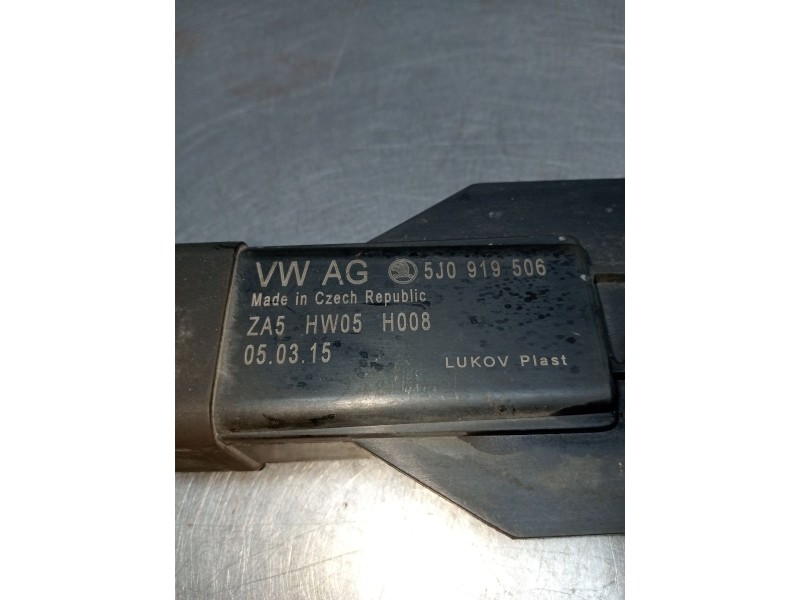 VW AG 5J0 919 506
Made in Czech Republic
ZA5 HW05 H008
05.03.15
LUKOV Plast